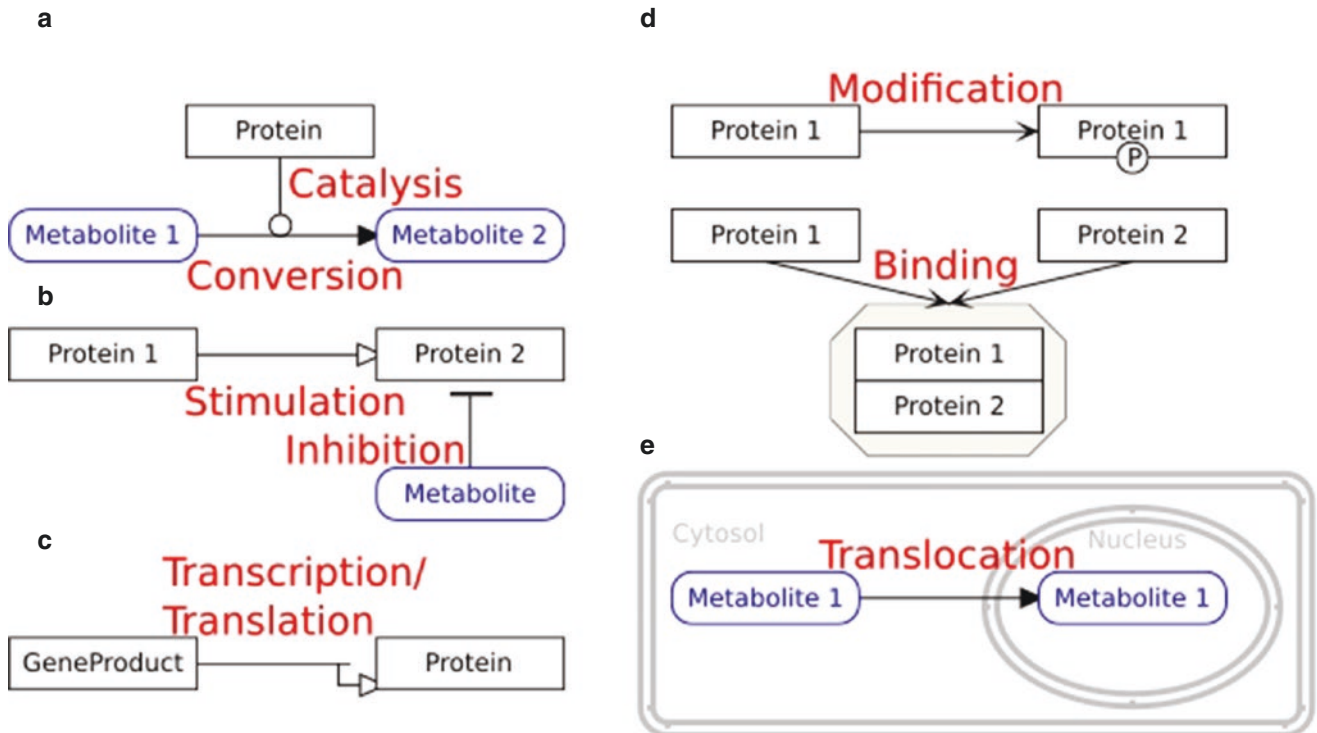 a
Protein
Catalysis
Metabolite 1
Metabolite 2
Conversion
b
Protein 1
Protein 2
Stimulation
Inhibition
Metabolite
c
Transcription/
Translation
GeneProduct
Protein
d
Modification
Protein 1
Protein 1
P
Protein 1
Protein 2
Binding
Protein 1
Protein 2
e
Cytosol
Nucleus
Translocation
Metabolite 1
Metabolite 1